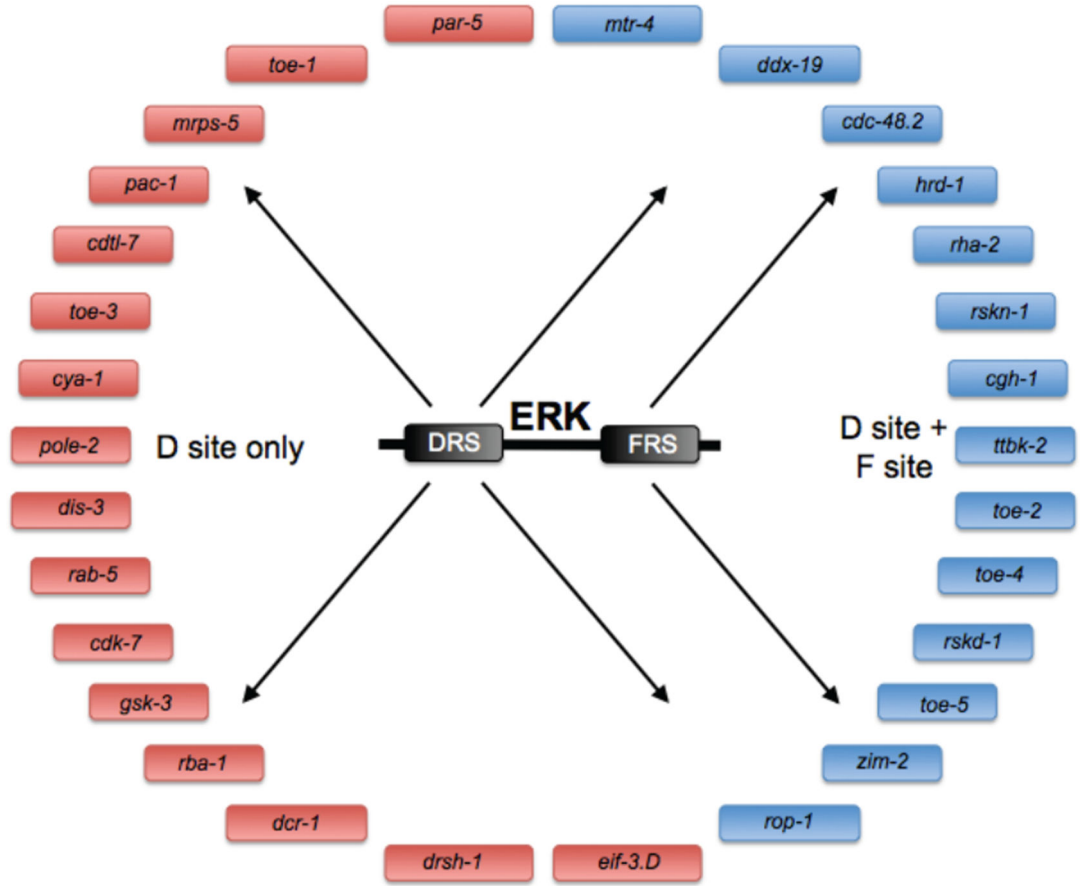 par-5
mtr-4
toe-1
ddx-19
mrps-5
cdc-48.2
pac-1
hrd-1
cdtl-7
rha-2
toe-3
rskn-1
cya-1
cgh-1
ERK
pole-2
D site only
DRS
FRS
D site +
F site
ttbk-2
dis-3
toe-2
rab-5
toe-4
cdk-7
rskd-1
gsk-3
toe-5
rba-1
zim-2
dcr-1
rop-1
drsh-1
eif-3.D